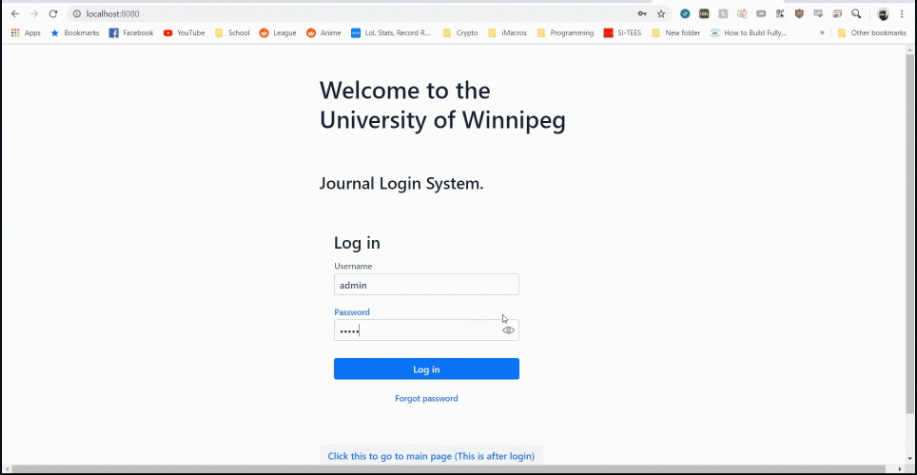 localhost:8080
Apps Bookmarks Facebook YouTube School League Anime LoL Stats, Record R... Crypto iMacros Programming SI-TEES New folder How to Build Fully... » Other bookmarks
Welcome to the
University of Winnipeg
Journal Login System.
Log in
Username
admin
Password
•••••
Log in
Forgot password
Click this to go to main page (This is after login)